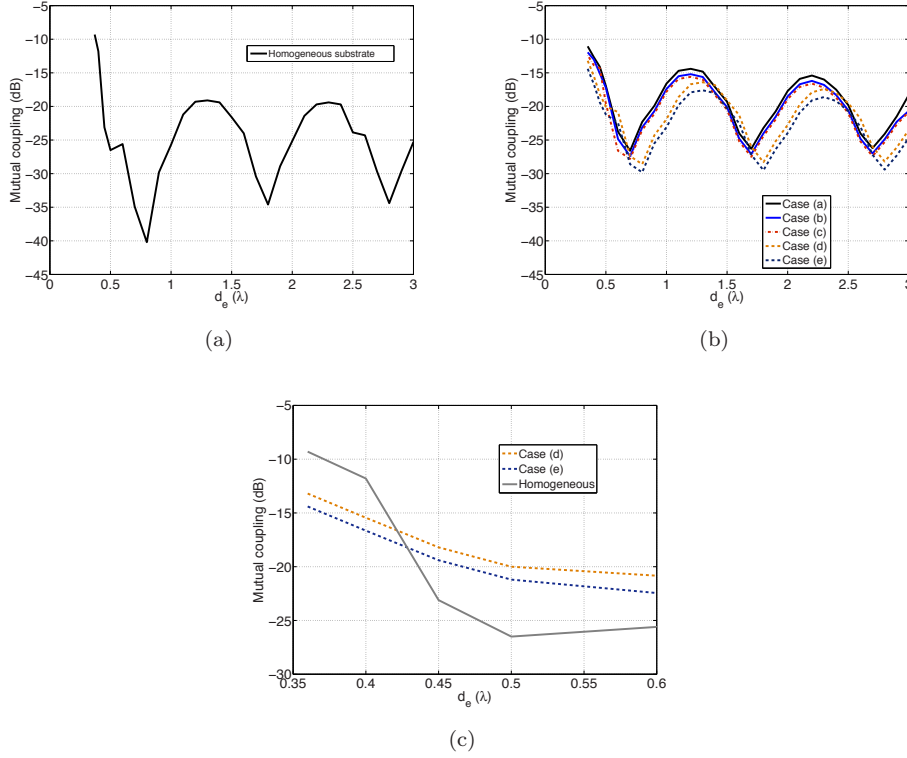 −5
−10
−15
−20
−25
−30
−35
−40
−45
0
0.5
1
1.5
2
2.5
3
Mutual coupling (dB)
d_e (λ)
Homogeneous substrate
(a)
−5
−10
−15
−20
−25
−30
−35
−40
−45
0
0.5
1
1.5
2
2.5
3
Mutual coupling (dB)
d_e (λ)
Case (a)
Case (b)
Case (c)
Case (d)
Case (e)
(b)
−5
−10
−15
−20
−25
−30
0.35
0.4
0.45
0.5
0.55
0.6
Mutual coupling (dB)
d_e (λ)
Case (d)
Case (e)
Homogeneous
(c)